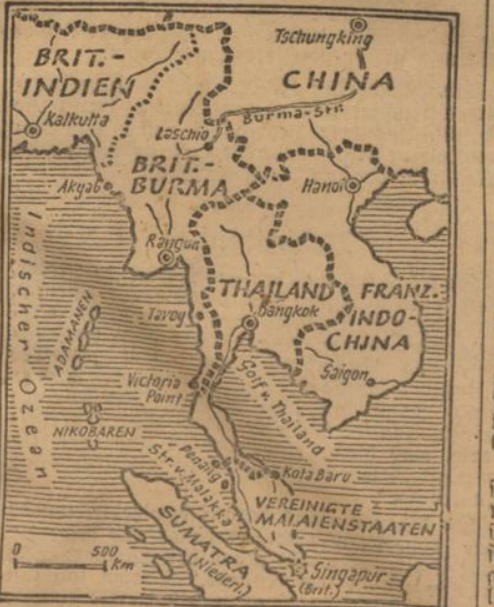 Tschungking
BRIT.-
INDIEN
CHINA
Kalkutta
Burma-Str.
Laschio
BRIT.-
BURMA
Akyab
Hanoi
Indischer Ozean
Rangun
THAILAND
FRANZ.
INDO-
CHINA
Tavoy
Bangkok
ADAMANEN
Saigon
Victoria
Point
Golf v. Thailand
NIKOBAREN
Penang
Kota Baru
Str. v. Malakka
VEREINIGTE
MALAIENSTAATEN
SUMATRA
(Niederl.)
0 500
km
Singapur
(Brit.)